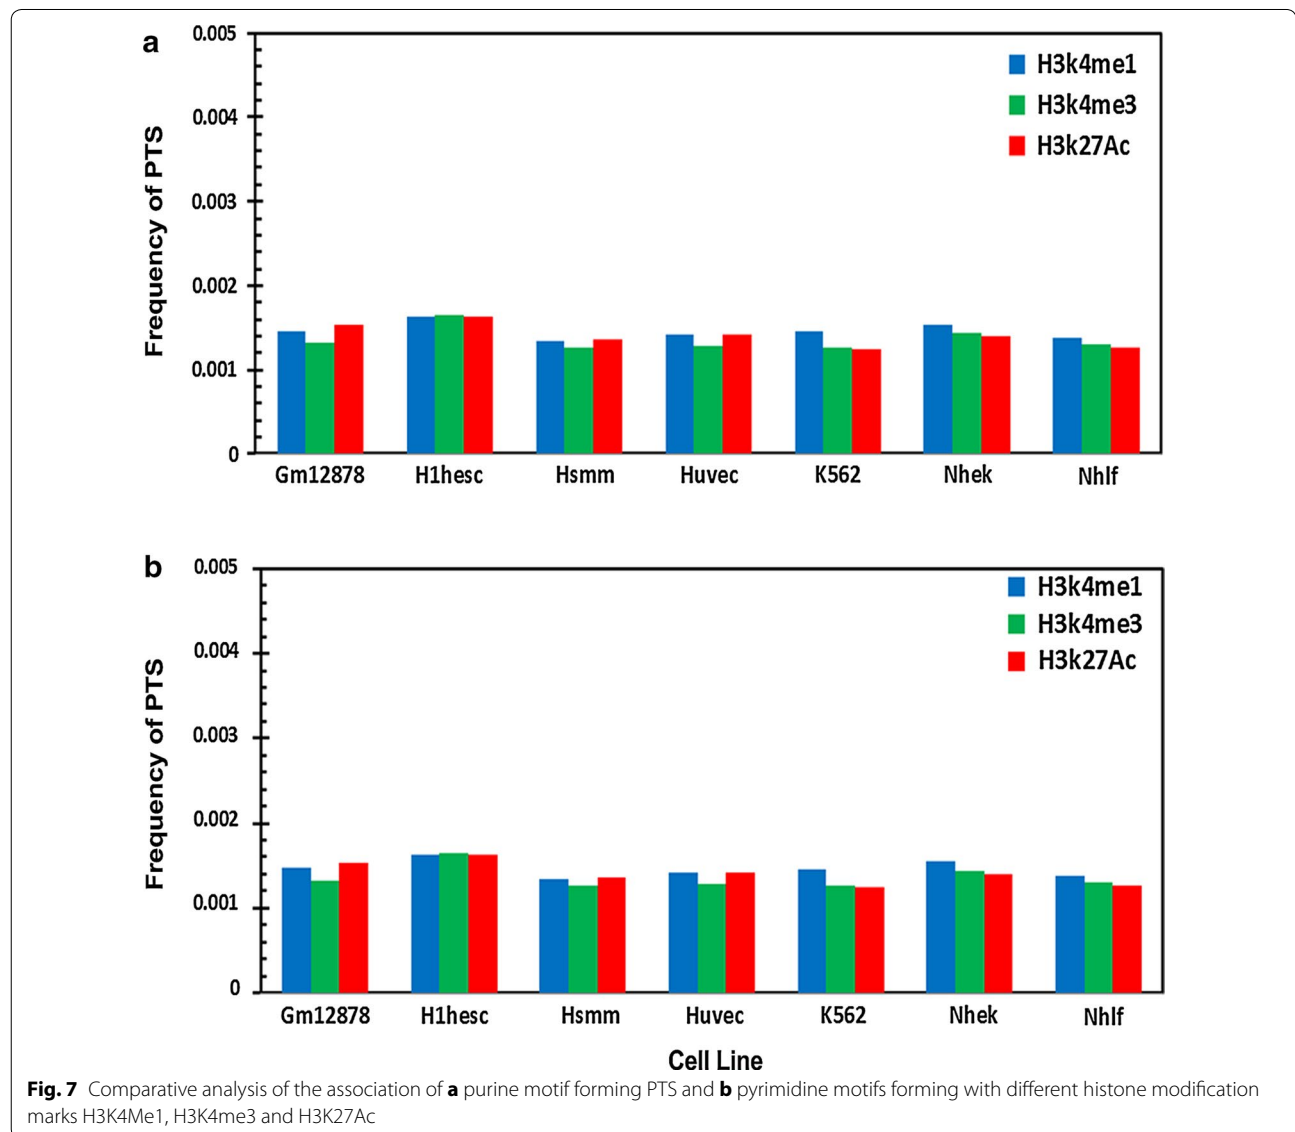 a
0.005
0.004
0.003
0.002
0.001
0
Frequency of PTS
H3k4me1
H3k4me3
H3k27Ac
Gm12878 H1hesc Hsmm Huvec K562 Nhek Nhlf
b
0.005
0.004
0.003
0.002
0.001
0
Frequency of PTS
H3k4me1
H3k4me3
H3k27Ac
Gm12878 H1hesc Hsmm Huvec K562 Nhek Nhlf
Cell Line
Fig. 7 Comparative analysis of the association of a purine motif forming PTS and b pyrimidine motifs forming with different histone modification
marks H3K4Me1, H3K4me3 and H3K27Ac